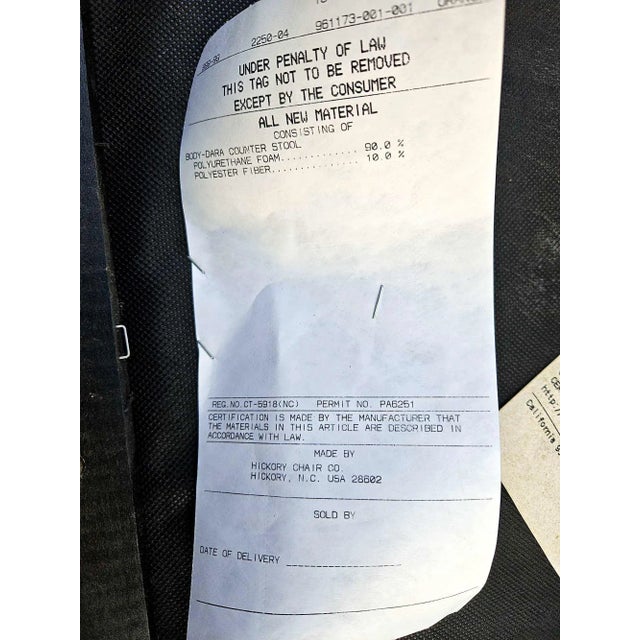 2250-04 961173-001-001
UNDER PENALTY OF LAW
THIS TAG NOT TO BE REMOVED
EXCEPT BY THE CONSUMER
ALL NEW MATERIAL
CONSISTING OF
BODY-DARA COUNTER STOOL
POLYURETHANE FOAM............. 90.0 %
POLYESTER FIBER............... 10.0 %
REG.NO.CT-5918(NC) PERMIT NO. PA6251
CERTIFICATION IS MADE BY THE MANUFACTURER THAT
THE MATERIALS IN THIS ARTICLE ARE DESCRIBED IN
ACCORDANCE WITH LAW.
MADE BY
HICKORY CHAIR CO.
HICKORY, N.C. USA 28602
SOLD BY
DATE OF DELIVERY
http:/
California 9